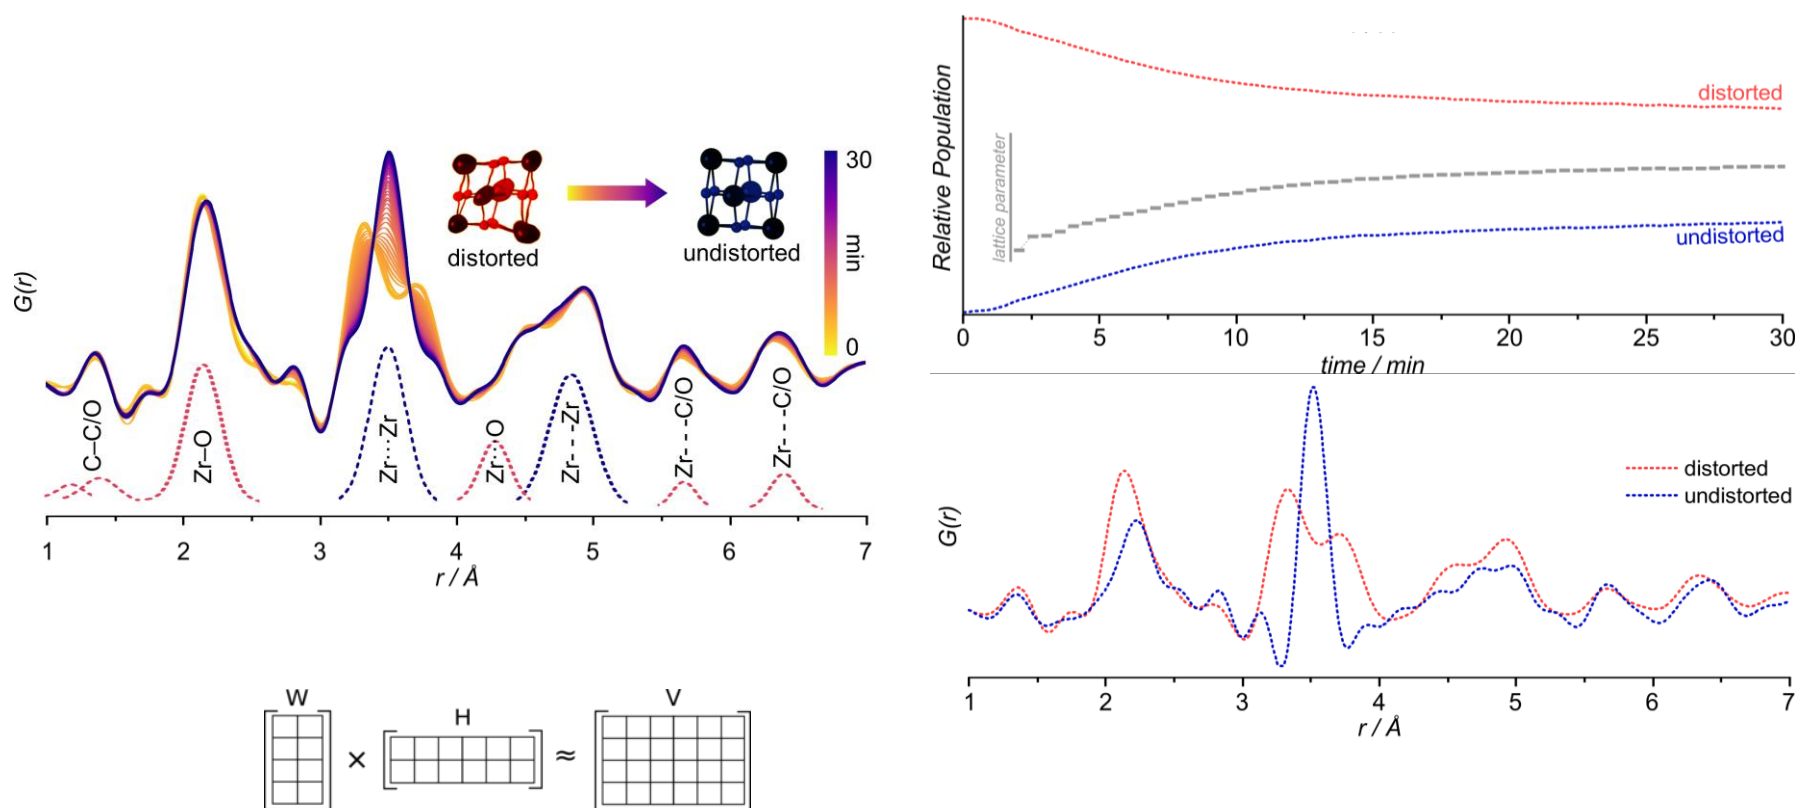 G(r)
distorted
undistorted
30
min
0
C–C/O
Zr–O
Zr····Zr
Zr····O
Zr- - - -Zr
Zr- - - - -C/O
Zr- - - - -C/O
1 2 3 4 5 6 7
r / Å
W
H
V
× ≈
Relative Population
lattice parameter
distorted
undistorted
0 5 10 15 20 25 30
time / min
G(r)
distorted
undistorted
1 2 3 4 5 6 7
r / Å